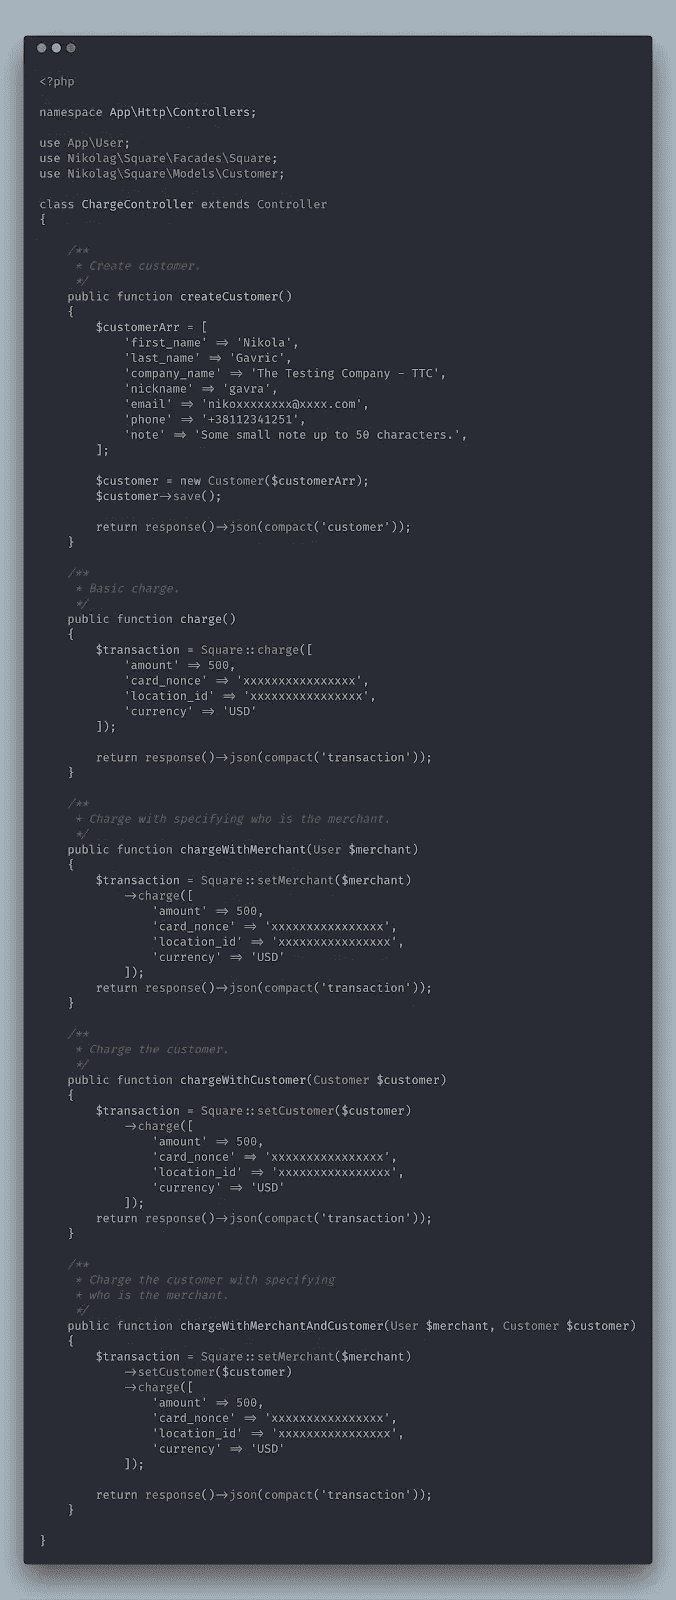 <?php
namespace App\Http\Controllers;
use App\User;
use Nikolag\Square\Facades\Square;
use Nikolag\Square\Models\Customer;
class ChargeController extends Controller
{
/**
* Create customer.
*/
public function createCustomer()
{
$customerArr = [
'first_name' => 'Nikola',
'last_name' => 'Gavric',
'company_name' => 'The Testing Company - TTC',
'nickname' => 'gavra',
'email' => 'nikoxxxxxxxx@xxxx.com',
'phone' => '+38112341251',
'note' => 'Some small note up to 50 characters.',
];
$customer = new Customer($customerArr);
$customer->save();
return response()->json(compact('customer'));
}
/**
* Basic charge.
*/
public function charge()
{
$transaction = Square::charge([
'amount' => 500,
'card_nonce' => 'xxxxxxxxxxxxxxxx',
'location_id' => 'xxxxxxxxxxxxxxxx',
'currency' => 'USD'
]);
return response()->json(compact('transaction'));
}
/**
* Charge with specifying who is the merchant.
*/
public function chargeWithMerchant(User $merchant)
{
$transaction = Square::setMerchant($merchant)
->charge([
'amount' => 500,
'card_nonce' => 'xxxxxxxxxxxxxxxx',
'location_id' => 'xxxxxxxxxxxxxxxx',
'currency' => 'USD'
]);
return response()->json(compact('transaction'));
}
/**
* Charge the customer.
*/
public function chargeWithCustomer(Customer $customer)
{
$transaction = Square::setCustomer($customer)
->charge([
'amount' => 500,
'card_nonce' => 'xxxxxxxxxxxxxxxx',
'location_id' => 'xxxxxxxxxxxxxxxx',
'currency' => 'USD'
]);
return response()->json(compact('transaction'));
}
/**
* Charge the customer with specifying
* who is the merchant.
*/
public function chargeWithMerchantAndCustomer(User $merchant, Customer $customer)
{
$transaction = Square::setMerchant($merchant)
->setCustomer($customer)
->charge([
'amount' => 500,
'card_nonce' => 'xxxxxxxxxxxxxxxx',
'location_id' => 'xxxxxxxxxxxxxxxx',
'currency' => 'USD'
]);
return response()->json(compact('transaction'));
}
}